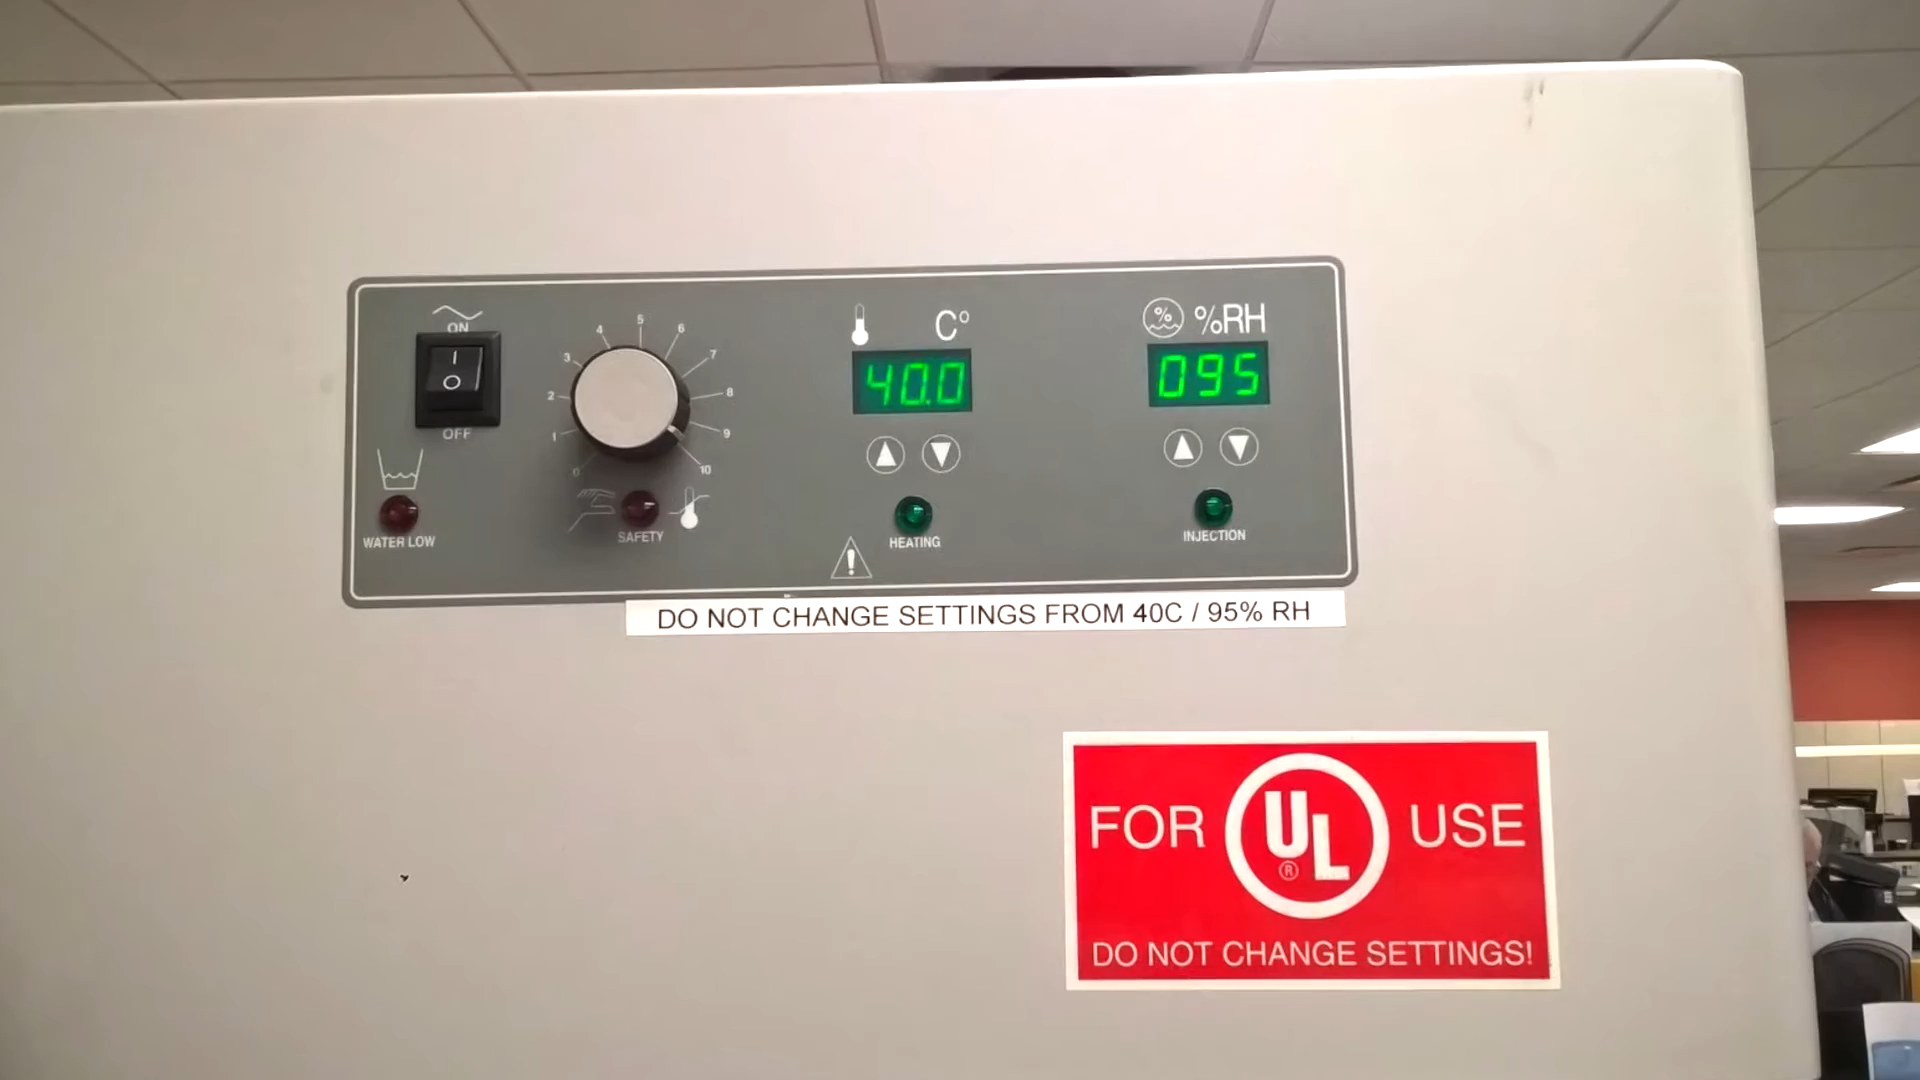 ON
I
O
OFF
WATER LOW
0
1
2
3
4
5
6
7
8
9
10
SAFETY
C°
40.0
HEATING
% %RH
095
INJECTION
!
DO NOT CHANGE SETTINGS FROM 40C / 95% RH
FOR UL® USE
DO NOT CHANGE SETTINGS!